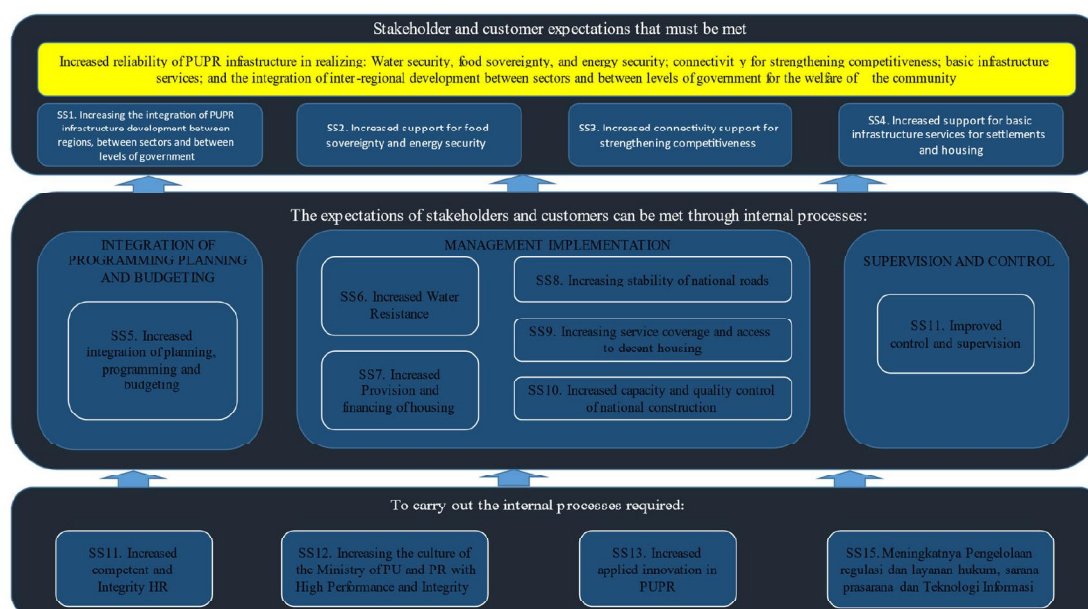 Stakeholder and customer expectations that must be met
Increased reliability of PUPR infastructure in realizing: Water security, food sovereignty, and energy security; connectivit y for strengthening competitiveness; basic infastructure
services; and the integration of inter-regional development between sectors and between levels of government for the welfare of the community
SS1. Increasing the integration of PUPR
infrastructure development between
regions, between sectors and between
levels of government
SS2. Increased support for food
sovereignty and energy security
SS3. Increased connectivity support for
strengthening competitiveness
SS4. Increased support for basic
infrastructure services for settlements
and housing
The expectations of stakeholders and customers can be met through internal processes:
INTEGRATION OF
PROGRAMMING PLANNING
AND BUDGETING
SS5. Increased
integration of planning,
programming and
budgeting
MANAGEMENT IMPLEMENTATION
SS6. Increased Water
Resistance
SS7. Increased
Provision and
financing of housing
SS8. Increasing stability of national roads
SS9. Increasing service coverage and access
to decent housing
SS10. Increased capacity and quality control
of national construction
SUPERVISION AND CONTROL
SS11. Improved
control and supervision
To carry out the internal processes required:
SS11. Increased
competent and
Integrity HR
SS12. Increasing the culture of
the Ministry of PU and PR with
High Performance and Integrity
SS13. Increased
applied innovation in
PUPR
SS15. Meningkatnya Pengelolaan
regulasi dan layanan hukum, sarana
prasarana dan Teknologi Informasi